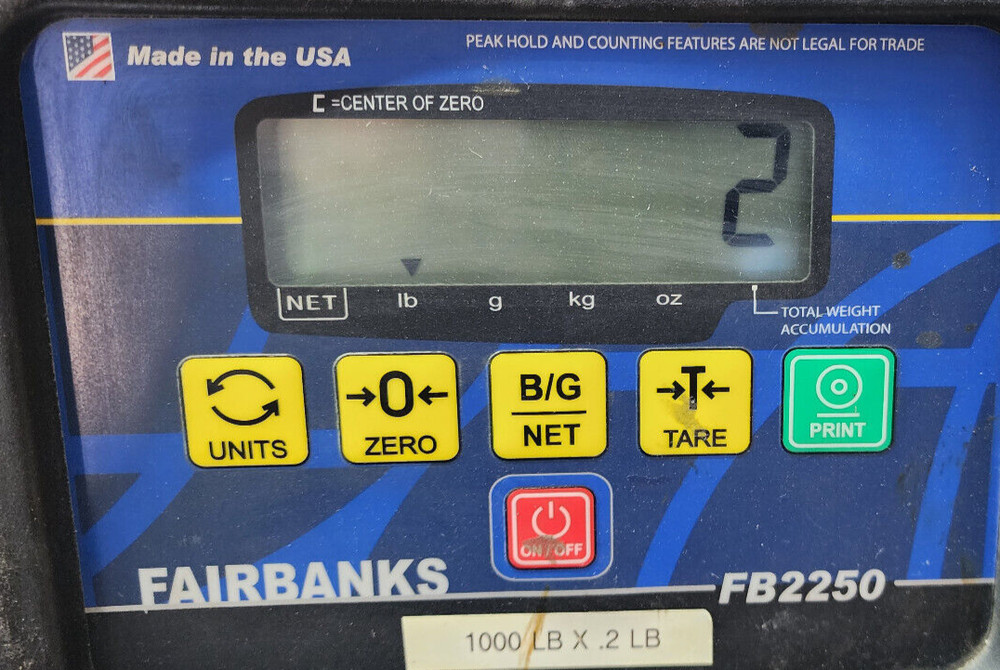 Made in the USA
PEAK HOLD AND COUNTING FEATURES ARE NOT LEGAL FOR TRADE
=CENTER OF ZERO
2
NET lb g kg oz
TOTAL WEIGHT
ACCUMULATION
UNITS
0
ZERO
B/G
NET
T
TARE
PRINT
ON/OFF
FAIRBANKS
FB2250
1000 LB X .2 LB